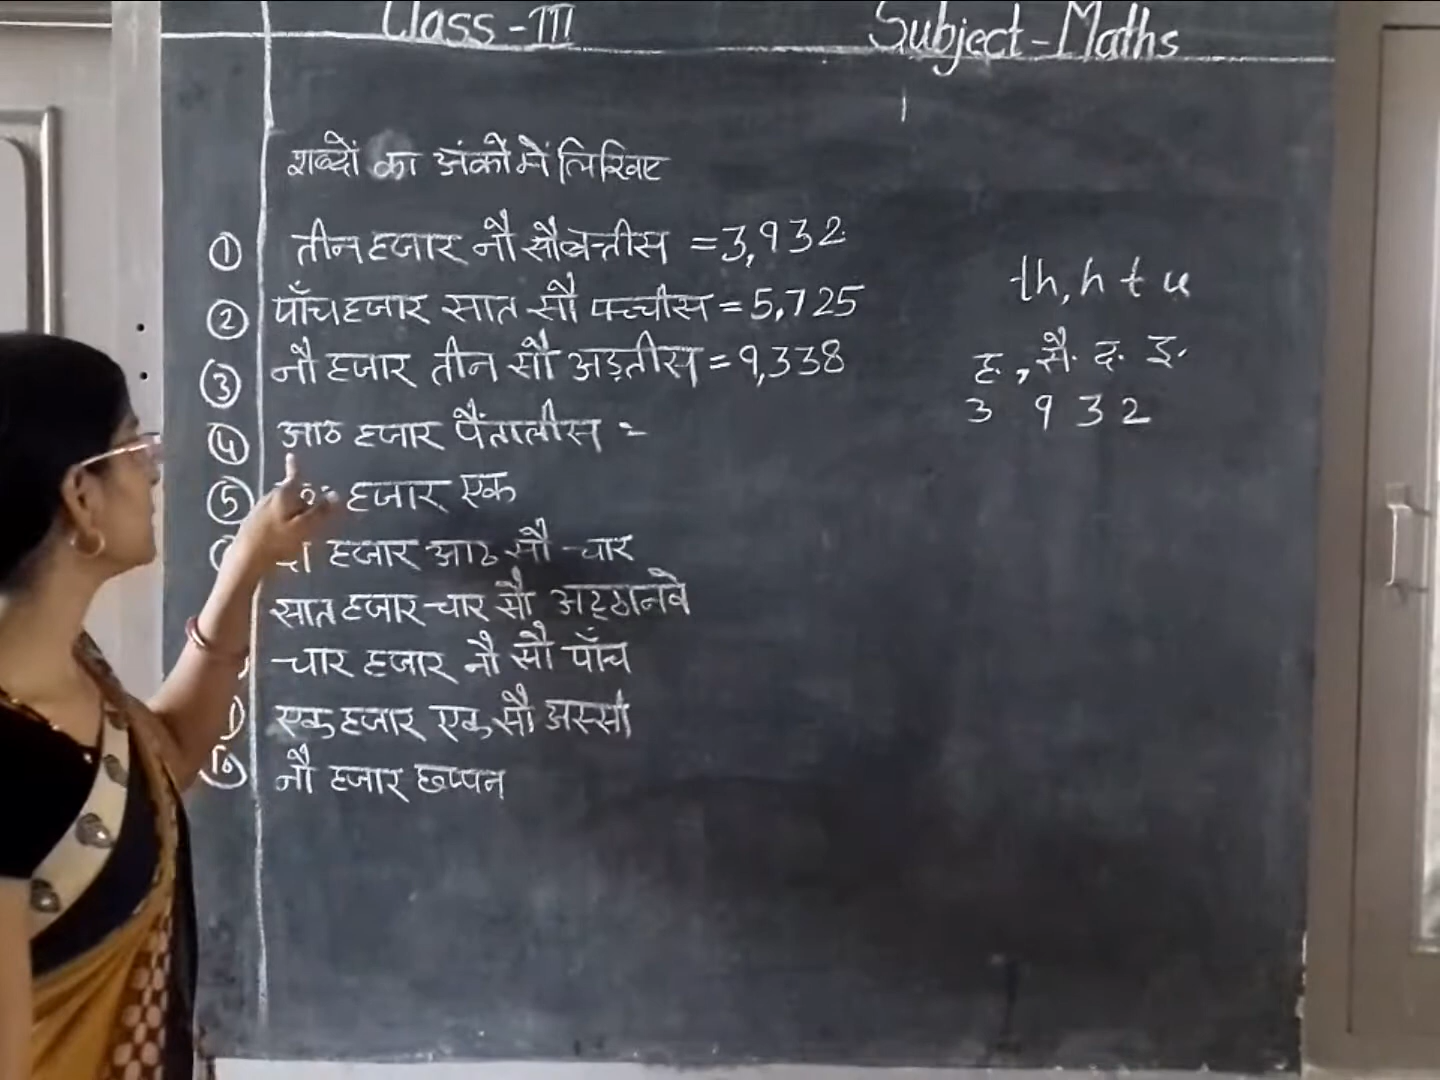 Class - III Subject - Maths
शब्दों का अंकों में लिखिए
① तीन हजार नौ सौ बत्तीस = 3,932
② पाँच हजार सात सौ पच्चीस = 5,725
③ नौ हजार तीन सौ अड़तीस = 9,338
④ आठ हजार पैंतालीस =
⑤ हजार एक
हजार आठ सौ चार
सात हजार चार सौ अट्ठानवे
चार हजार नौ सौ पाँच
एक हजार एक सौ अस्सी
⑩ नौ हजार छप्पन
th, h t u
ह. , सै. द. इ.
3 9 3 2